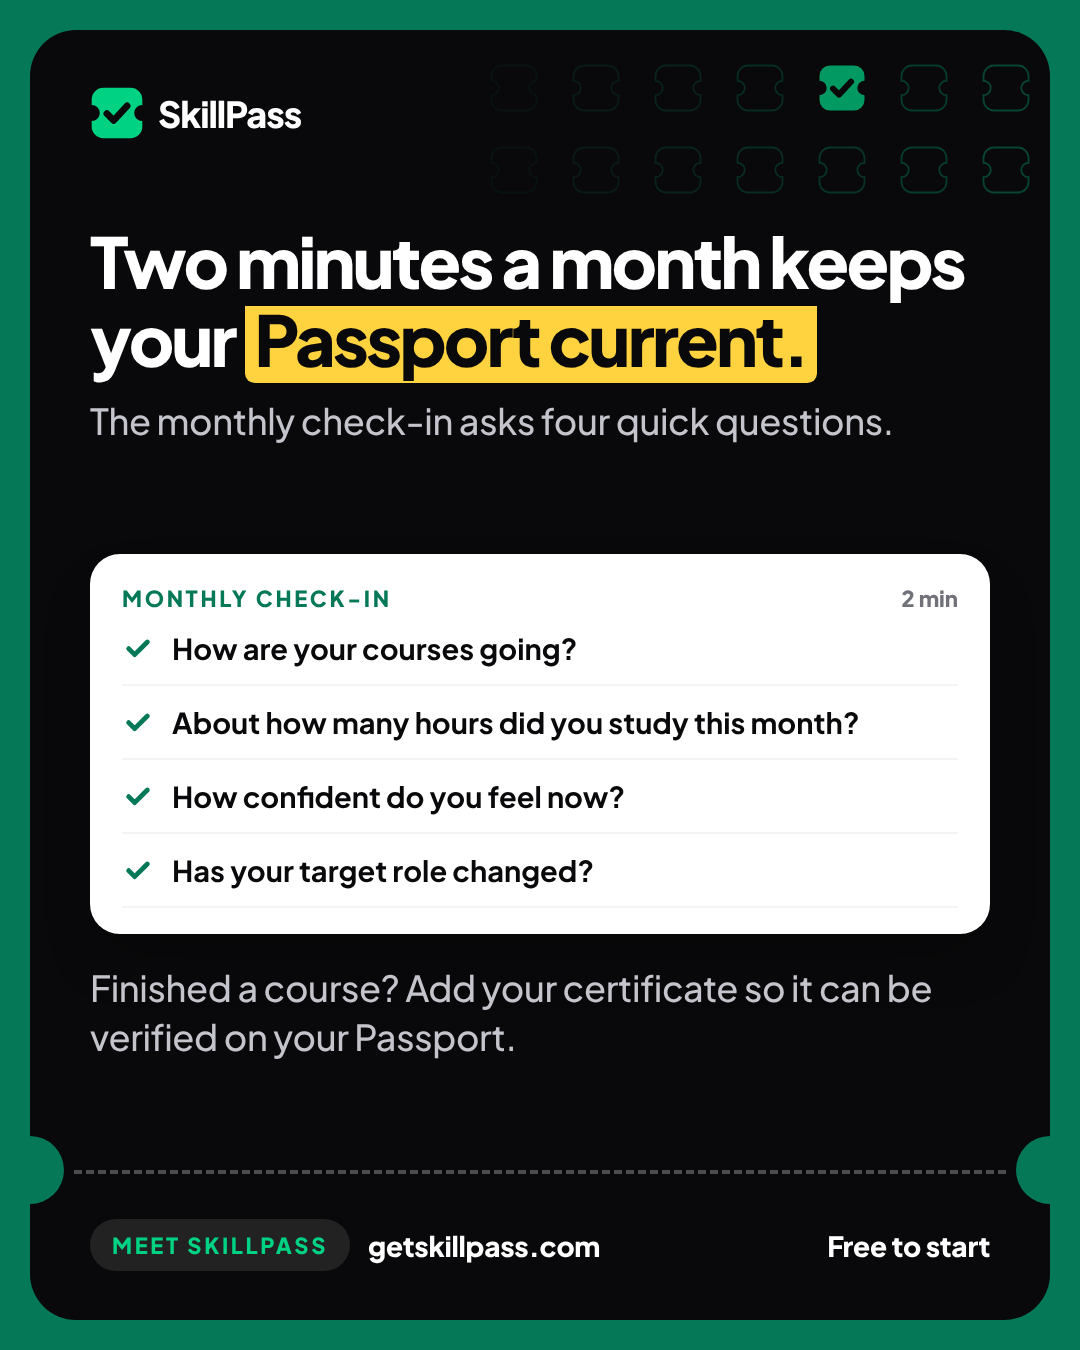 SkillPass
Two minutes a month keeps
your Passport current.
The monthly check-in asks four quick questions.
MONTHLY CHECK-IN
2 min
How are your courses going?
About how many hours did you study this month?
How confident do you feel now?
Has your target role changed?
Finished a course? Add your certificate so it can be
verified on your Passport.
MEET SKILLPASS
getskillpass.com
Free to start